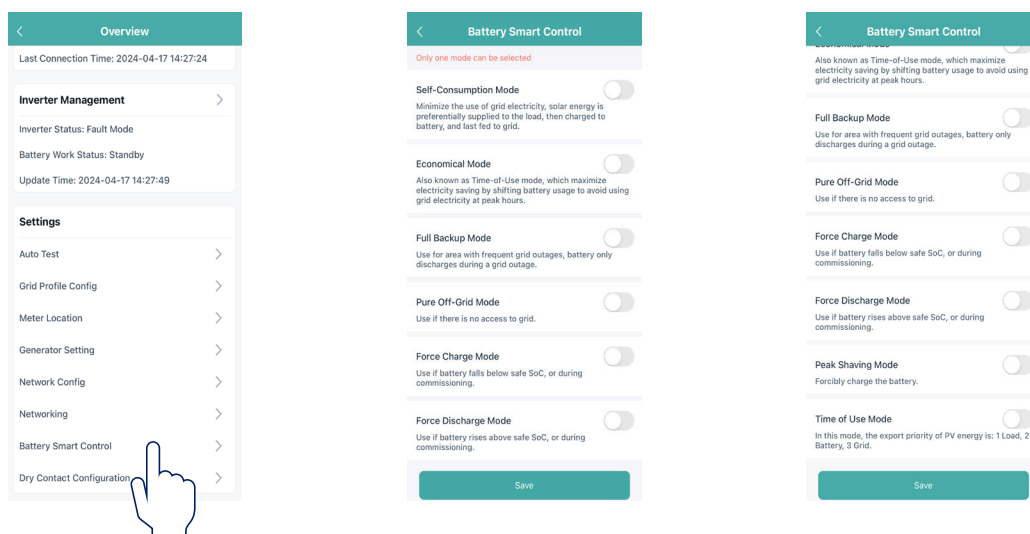 Overview
Last Connection Time: 2024-04-17 14:27:24
Inverter Management
Inverter Status: Fault Mode
Battery Work Status: Standby
Update Time: 2024-04-17 14:27:49
Settings
Auto Test
Grid Profile Config
Meter Location
Generator Setting
Network Config
Networking
Battery Smart Control
Dry Contact Configuration
Battery Smart Control
Only one mode can be selected
Self-Consumption Mode
Minimize the use of grid electricity, solar energy is
preferentially supplied to the load, then charged to
battery, and last fed to grid.
Economical Mode
Also known as Time-of-Use mode, which maximize
electricity saving by shifting battery usage to avoid using
grid electricity at peak hours.
Full Backup Mode
Use for area with frequent grid outages, battery only
discharges during a grid outage.
Pure Off-Grid Mode
Use if there is no access to grid.
Force Charge Mode
Use if battery falls below safe SoC, or during
commissioning.
Force Discharge Mode
Use if battery rises above safe SoC, or during
commissioning.
Save
Battery Smart Control
Economical Mode
Also known as Time-of-Use mode, which maximize
electricity saving by shifting battery usage to avoid using
grid electricity at peak hours.
Full Backup Mode
Use for area with frequent grid outages, battery only
discharges during a grid outage.
Pure Off-Grid Mode
Use if there is no access to grid.
Force Charge Mode
Use if battery falls below safe SoC, or during
commissioning.
Force Discharge Mode
Use if battery rises above safe SoC, or during
commissioning.
Peak Shaving Mode
Forcibly charge the battery.
Time of Use Mode
In this mode, the export priority of PV energy is: 1 Load, 2
Battery, 3 Grid.
Save